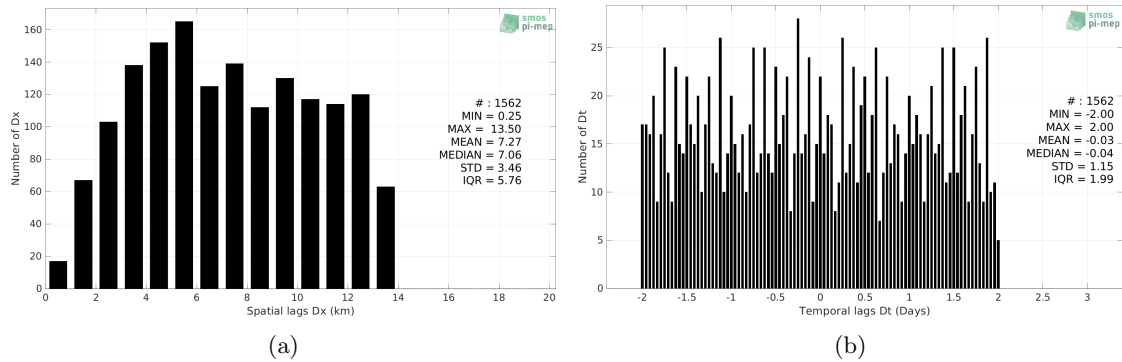 160
140
120
100
80
60
40
20
0
Number of Dx
0 2 4 6 8 10 12 14 16 18 20
Spatial lags Dx (km)
smos
pi-mep
# : 1562
MIN = 0.25
MAX = 13.50
MEAN = 7.27
MEDIAN = 7.06
STD = 3.46
IQR = 5.76
(a)
25
20
15
10
5
0
Number of Dt
-2 -1.5 -1 -0.5 0 0.5 1 1.5 2 2.5 3
Temporal lags Dt (Days)
smos
pi-mep
# : 1562
MIN = -2.00
MAX = 2.00
MEAN = -0.03
MEDIAN = -0.04
STD = 1.15
IQR = 1.99
(b)